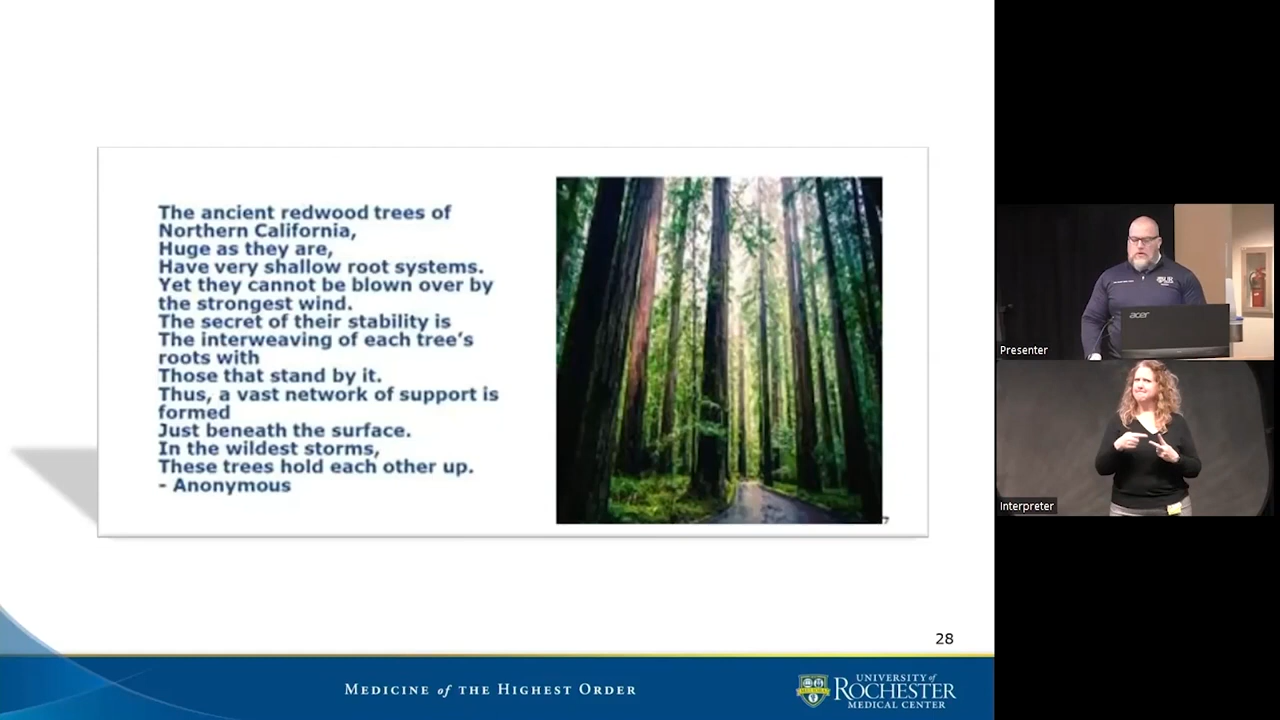 The ancient redwood trees of
Northern California,
Huge as they are,
Have very shallow root systems.
Yet they cannot be blown over by
the strongest wind.
The secret of their stability is
The interweaving of each tree's
roots with
Those that stand by it.
Thus, a vast network of support is
formed
Just beneath the surface.
In the wildest storms,
These trees hold each other up.
- Anonymous
7
28
MEDICINE of THE HIGHEST ORDER
UNIVERSITY of
ROCHESTER
MEDICAL CENTER
acer
UR
Presenter
Interpreter